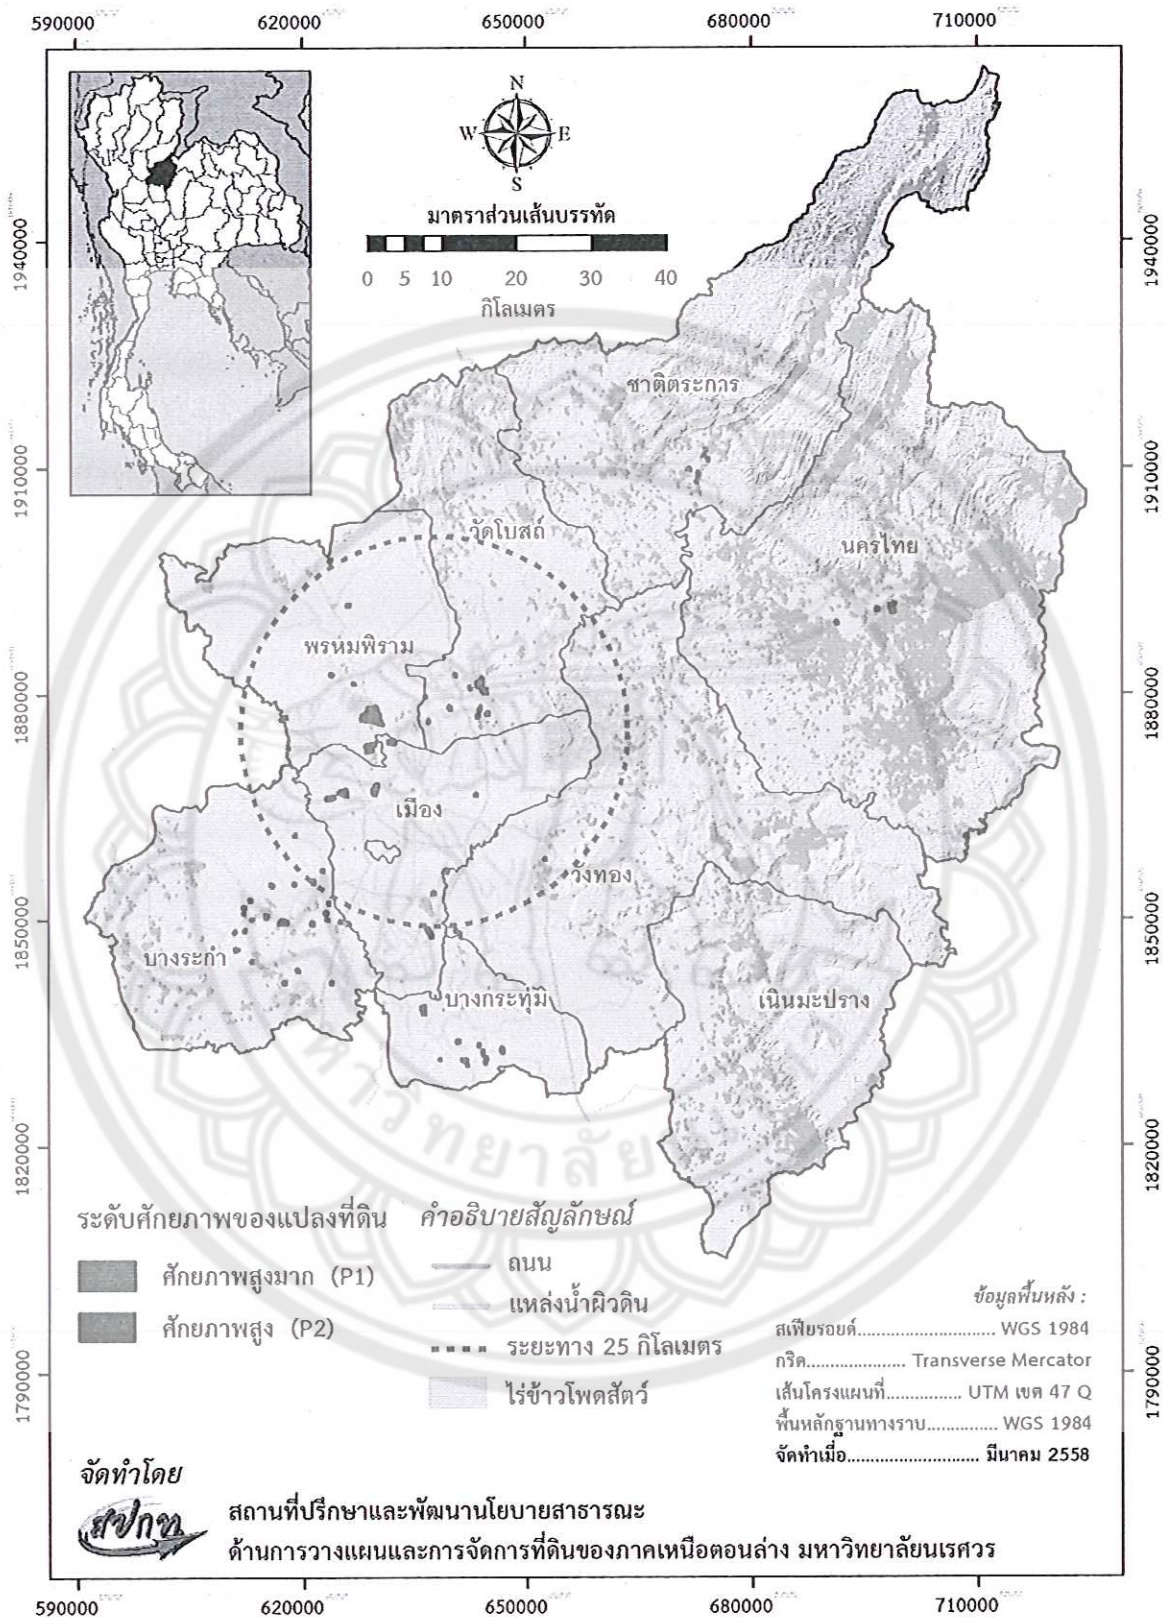 590000 620000 650000 680000 710000
N
W E
S
มาตราส่วนเส้นบรรทัด
0 5 10 20 30 40
กิโลเมตร
1940000 1940000
ชาติตระการ
1910000 1910000
วัดโบสถ์
นครไทย
พรหมพิราม
1880000 1880000
เมือง
วังทอง
1850000 1850000
บางระกำ
บางกระทุ่ม
เนินมะปราง
มหาวิทยาลัย
1820000 1820000
ระดับศักยภาพของแปลงที่ดิน
ศักยภาพสูงมาก (P1)
ศักยภาพสูง (P2)
คำอธิบายสัญลักษณ์
ถนน
แหล่งน้ำผิวดิน
ระยะทาง 25 กิโลเมตร
ไร่ข้าวโพดสัตว์
ข้อมูลพื้นหลัง :
สเฟียรอยด์............................ WGS 1984
กริด.................... Transverse Mercator
เส้นโครงแผนที่............... UTM เขต 47 Q
พื้นหลักฐานทางราบ.............. WGS 1984
จัดทำเมื่อ........................... มีนาคม 2558
1790000 1790000
จัดทำโดย
สปกท
สถานที่ปรึกษาและพัฒนานโยบายสาธารณะ
ด้านการวางแผนและการจัดการที่ดินของภาคเหนือตอนล่าง มหาวิทยาลัยนเรศวร
590000 620000 650000 680000 710000